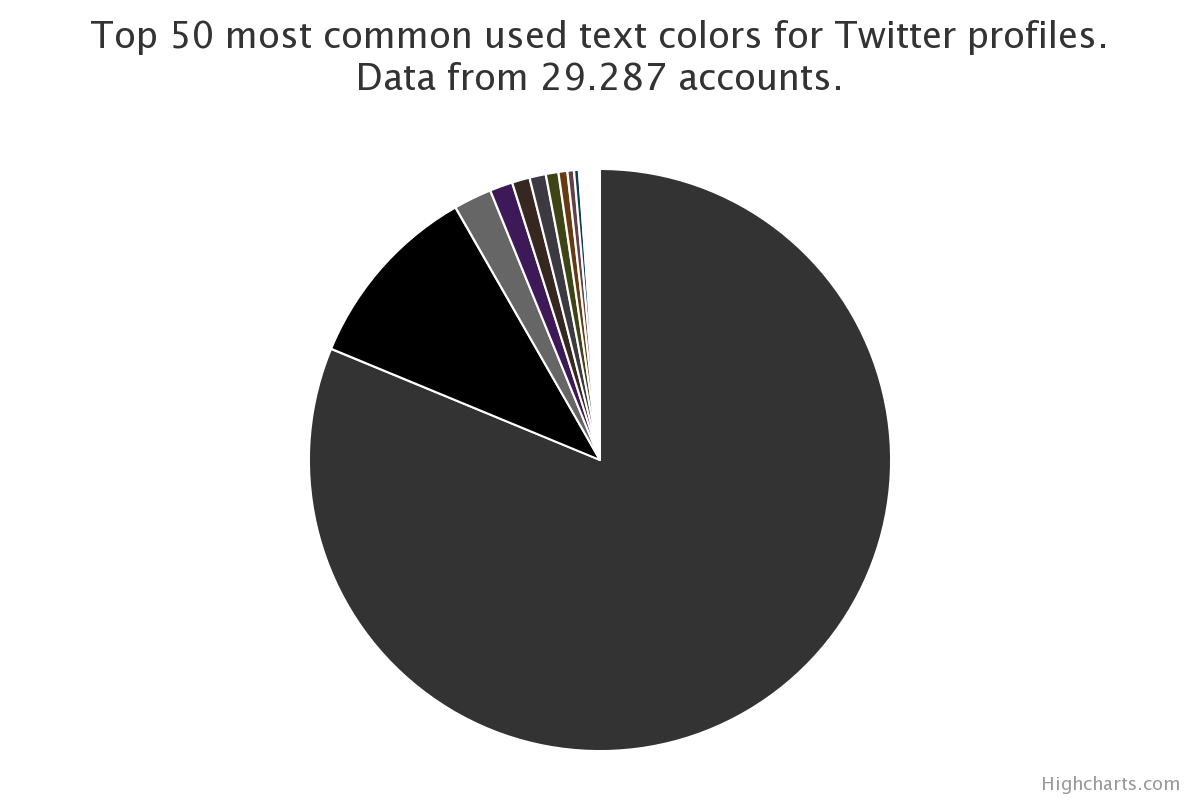 Top 50 most common used text colors for Twitter profiles.
Data from 29.287 accounts.
Highcharts.com